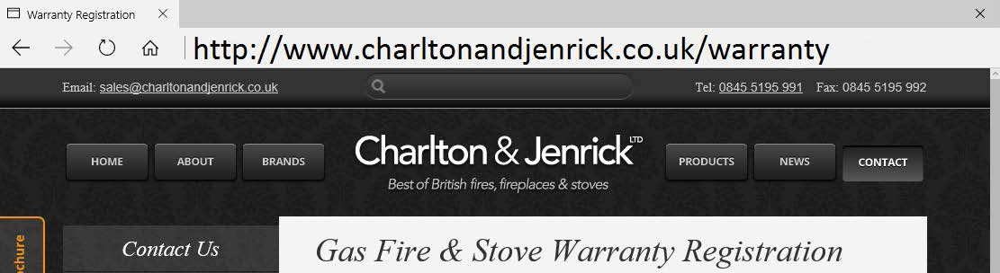 Warranty Registration
http://www.charltonandjenrick.co.uk/warranty
Email: sales@charltonandjenrick.co.uk
Tel: 0845 5195 991 Fax: 0845 5195 992
HOME ABOUT BRANDS Charlton & Jenrick LTD PRODUCTS NEWS CONTACT
Best of British fires, fireplaces & stoves
Contact Us
Gas Fire & Stove Warranty Registration